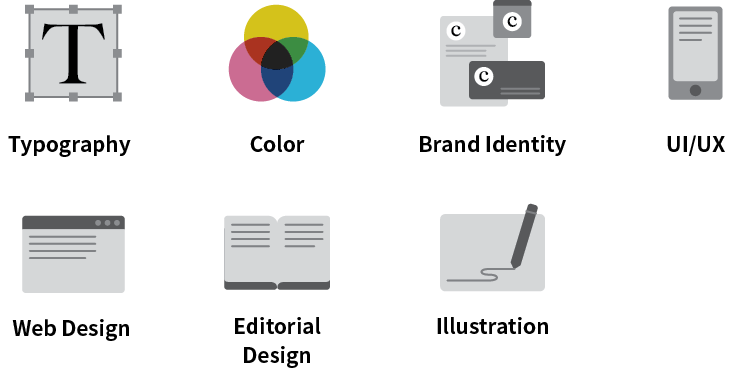 T
c
c
c
Typography
Color
Brand Identity
UI/UX
Web Design
Editorial
Design
Illustration